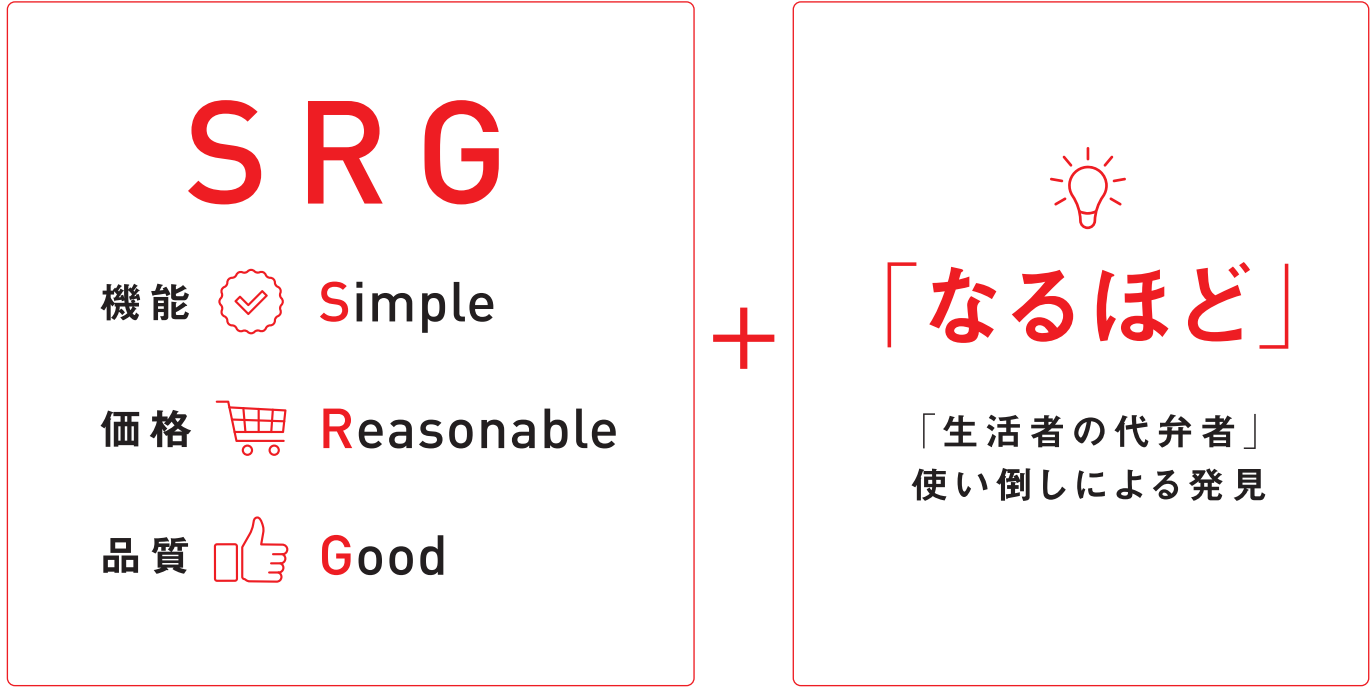 SRG
機能 Simple
価格 Reasonable
品質 Good
+
「なるほど」
「生活者の代弁者」
使い倒しによる発見